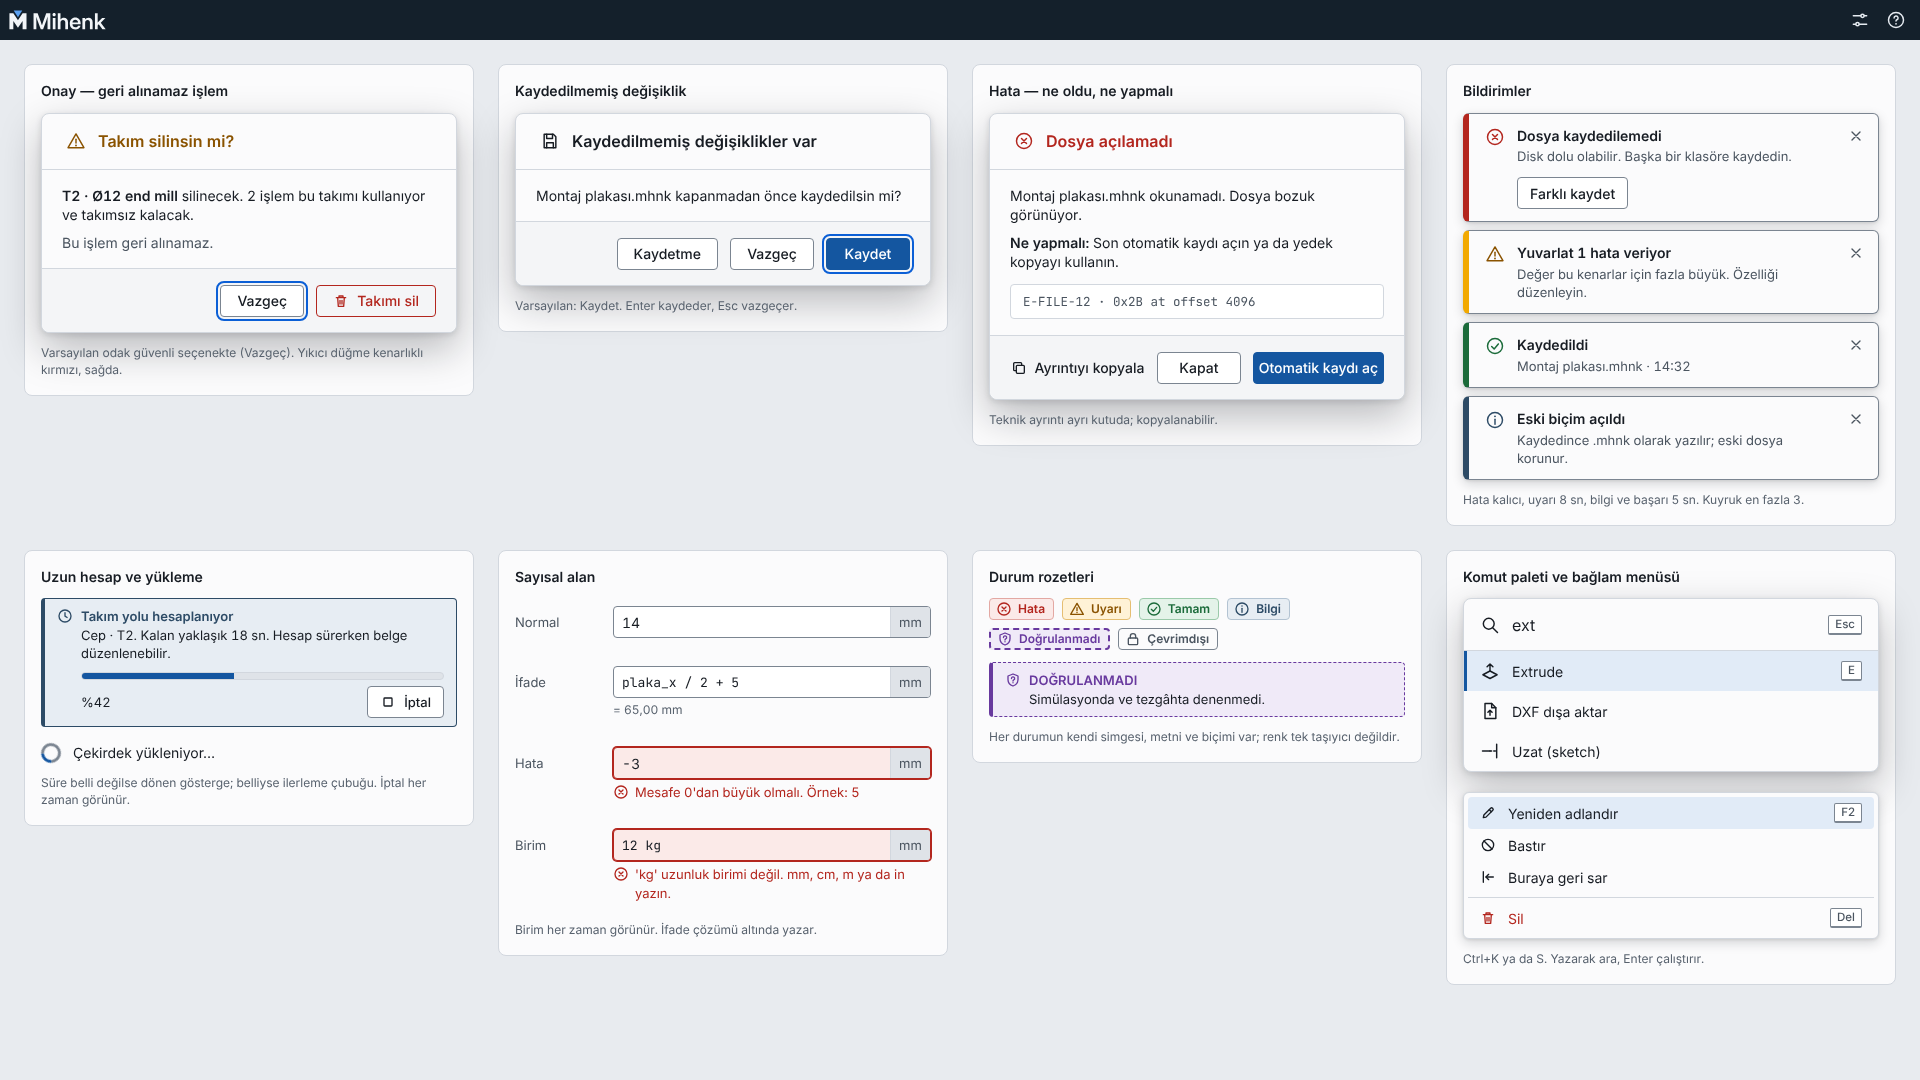 Mihenk
Onay — geri alınamaz işlem
Takım silinsin mi?
T2 · Ø12 end mill silinecek. 2 işlem bu takımı kullanıyor
ve takımsız kalacak.
Bu işlem geri alınamaz.
Vazgeç
Takımı sil
Varsayılan odak güvenli seçenekte (Vazgeç). Yıkıcı düğme kenarlıklı
kırmızı, sağda.
Kaydedilmemiş değişiklik
Kaydedilmemiş değişiklikler var
Montaj plakası.mhnk kapanmadan önce kaydedilsin mi?
Kaydetme
Vazgeç
Kaydet
Varsayılan: Kaydet. Enter kaydeder, Esc vazgeçer.
Hata — ne oldu, ne yapmalı
Dosya açılamadı
Montaj plakası.mhnk okunamadı. Dosya bozuk
görünüyor.
Ne yapmalı: Son otomatik kaydı açın ya da yedek
kopyayı kullanın.
E-FILE-12 · 0x2B at offset 4096
Ayrıntıyı kopyala
Kapat
Otomatik kaydı aç
Teknik ayrıntı ayrı kutuda; kopyalanabilir.
Bildirimler
Dosya kaydedilemedi
Disk dolu olabilir. Başka bir klasöre kaydedin.
Farklı kaydet
Yuvarlat 1 hata veriyor
Değer bu kenarlar için fazla büyük. Özelliği
düzenleyin.
Kaydedildi
Montaj plakası.mhnk · 14:32
Eski biçim açıldı
Kaydedince .mhnk olarak yazılır; eski dosya
korunur.
Hata kalıcı, uyarı 8 sn, bilgi ve başarı 5 sn. Kuyruk en fazla 3.
Uzun hesap ve yükleme
Takım yolu hesaplanıyor
Cep · T2. Kalan yaklaşık 18 sn. Hesap sürerken belge
düzenlenebilir.
%42
İptal
Çekirdek yükleniyor...
Süre belli değilse dönen gösterge; belliyse ilerleme çubuğu. İptal her
zaman görünür.
Sayısal alan
Normal
14
mm
İfade
plaka_x / 2 + 5
mm
= 65,00 mm
Hata
-3
mm
Mesafe 0'dan büyük olmalı. Örnek: 5
Birim
12 kg
mm
'kg' uzunluk birimi değil. mm, cm, m ya da in
yazın.
Birim her zaman görünür. İfade çözümü altında yazar.
Durum rozetleri
Hata
Uyarı
Tamam
Bilgi
Doğrulanmadı
Çevrimdışı
DOĞRULANMADI
Simülasyonda ve tezgâhta denenmedi.
Her durumun kendi simgesi, metni ve biçimi var; renk tek taşıyıcı değildir.
Komut paleti ve bağlam menüsü
ext
Esc
Extrude
E
DXF dışa aktar
Uzat (sketch)
Yeniden adlandır
F2
Bastır
Buraya geri sar
Sil
Del
Ctrl+K ya da S. Yazarak ara, Enter çalıştırır.